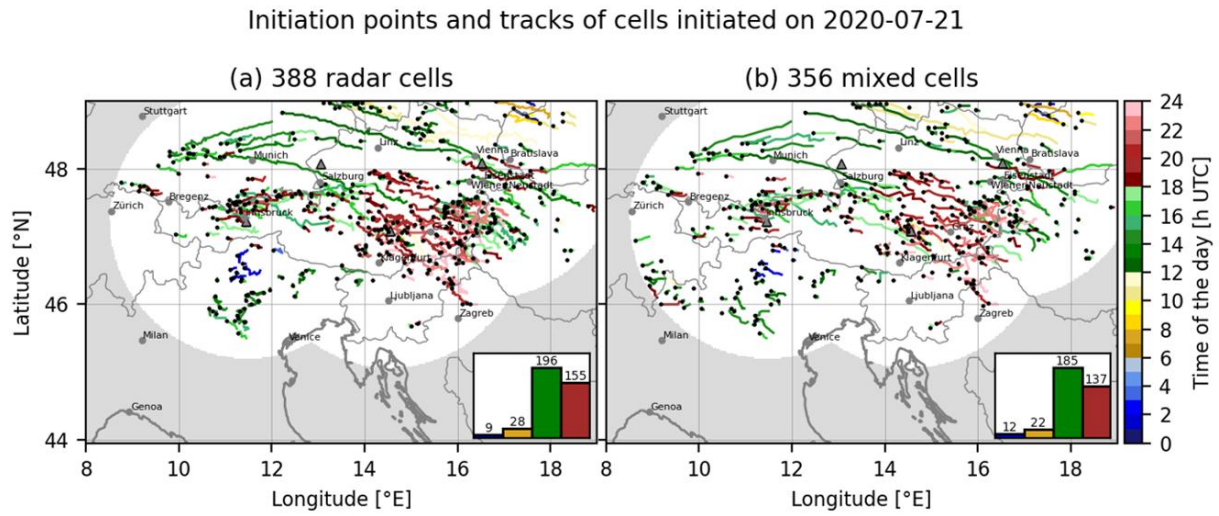 Initiation points and tracks of cells initiated on 2020-07-21
(a) 388 radar cells
(b) 356 mixed cells
Latitude [°N]
48
46
44
Stuttgart
Munich
Linz
Vienna
Bratislava
Salzburg
Wiener Neustadt
Bregenz
Zürich
Innsbruck
Klagenfurt
Ljubljana
Zagreb
Milan
Venice
Genoa
9
28
196
155
8
10
12
14
16
18
Longitude [°E]
Stuttgart
Munich
Linz
Vienna
Bratislava
Eisenstadt
Salzburg
Wiener Neustadt
Bregenz
Zürich
Innsbruck
Graz
Klagenfurt
Ljubljana
Zagreb
Milan
Venice
Genoa
12
22
185
137
8
10
12
14
16
18
Longitude [°E]
24
22
20
18
16
14
12
10
8
6
4
2
0
Time of the day [h UTC]